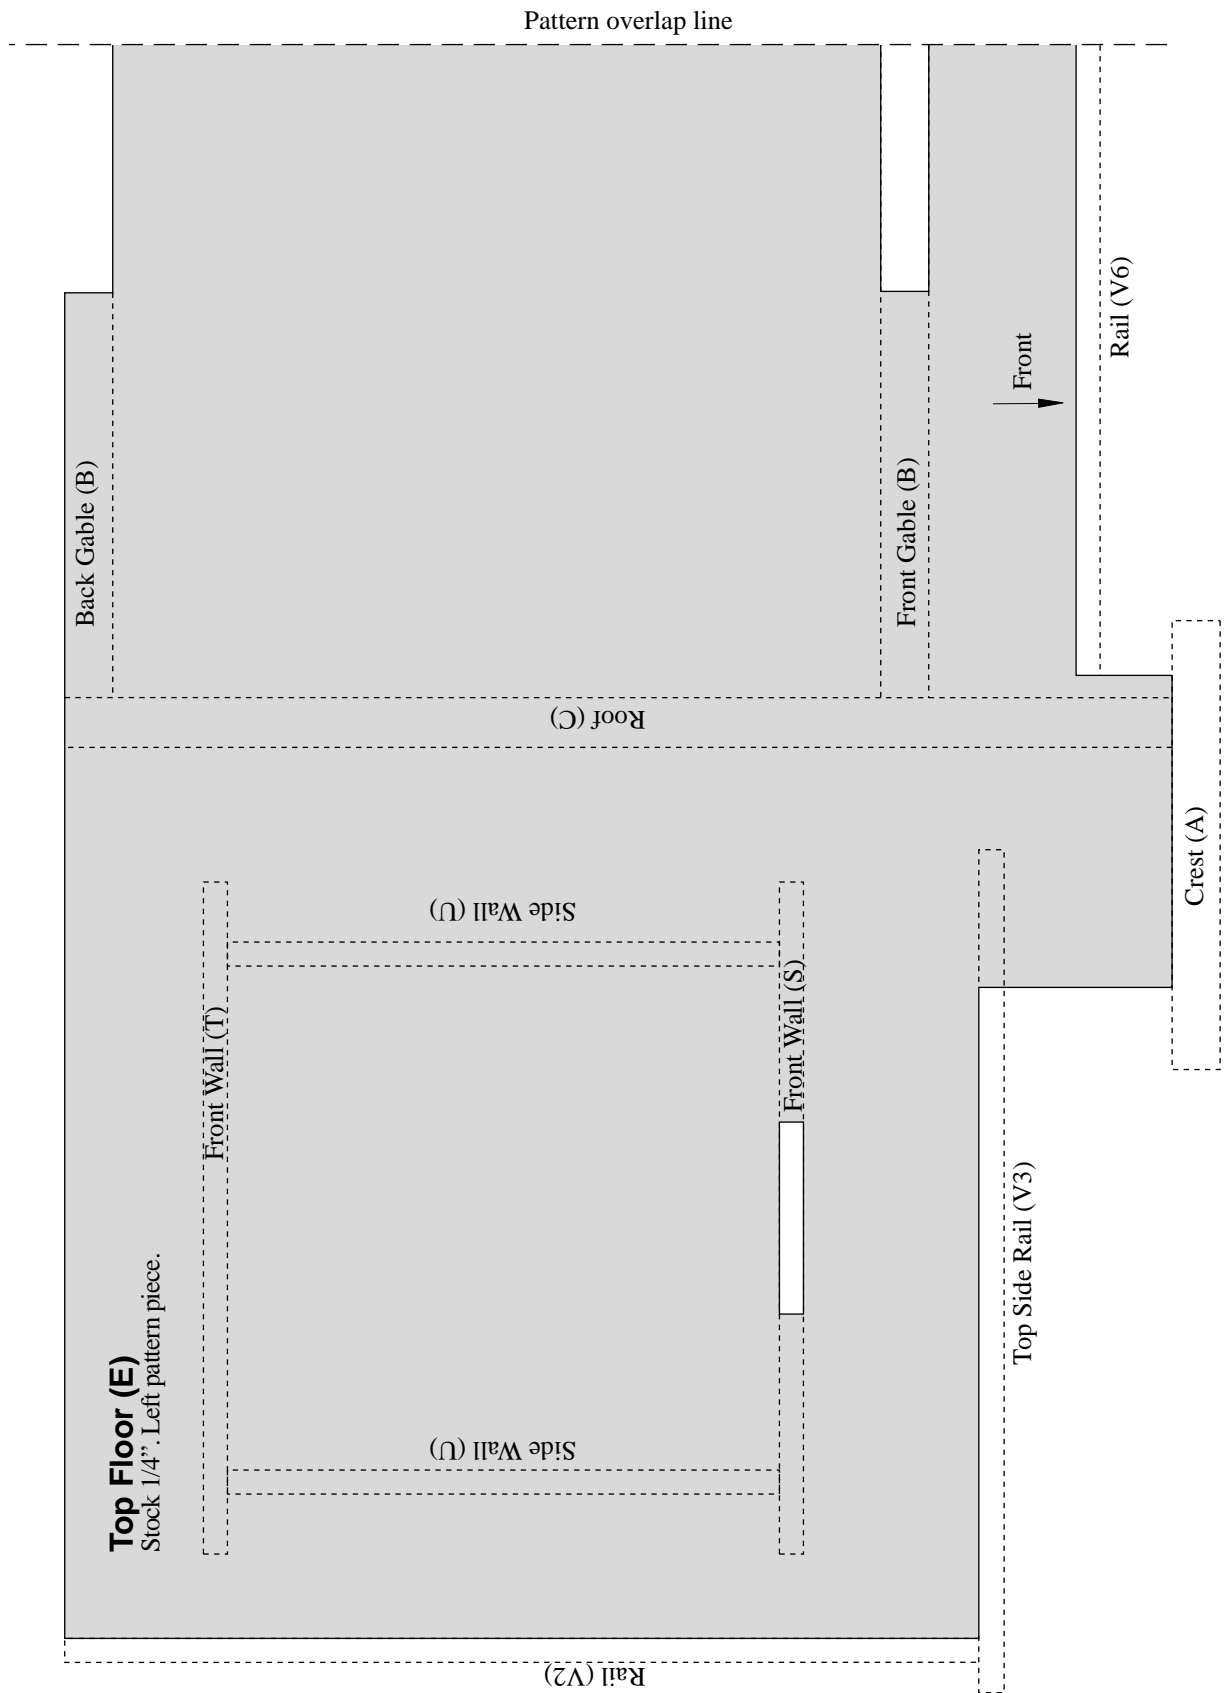 Pattern overlap line
Rail (V6)
Front
Back Gable (B)
Front Gable (B)
Roof (C)
Crest (A)
Side Wall (U)
Front Wall (S)
Front Wall (T)
Top Side Rail (V3)
Top Floor (E)
Stock 1/4”. Left pattern piece.
Side Wall (U)
Rail (V2)